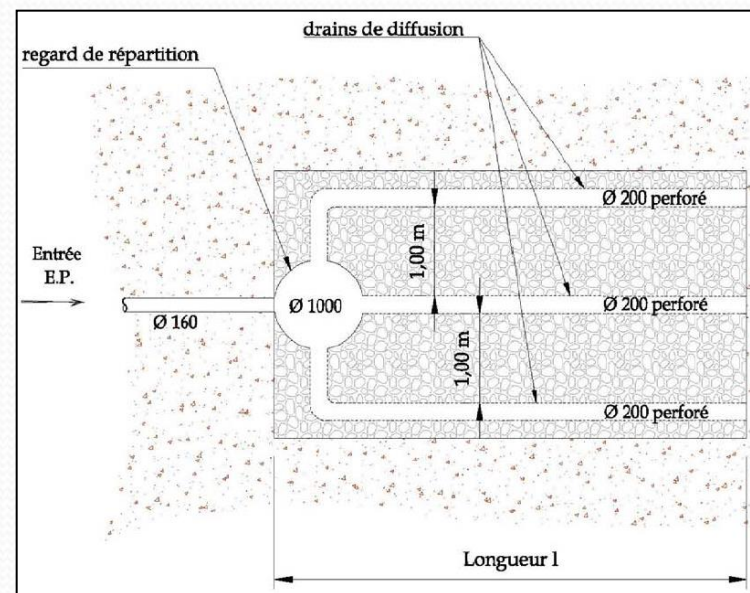 drains de diffusion
regard de répartition
Ø 200 perforé
1,00 m
Entrée
E.P.
Ø 1000
Ø 200 perforé
Ø 160
1,00 m
Ø 200 perforé
Longueur l